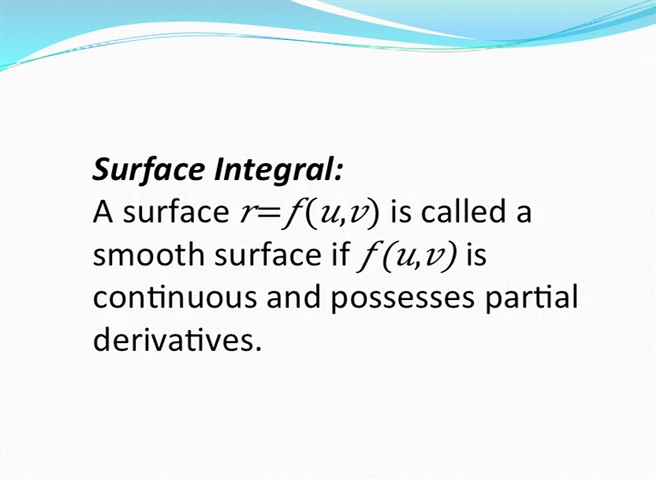 Surface Integral:
A surface r=f(u,v) is called a
smooth surface if f(u,v) is
continuous and possesses partial
derivatives.